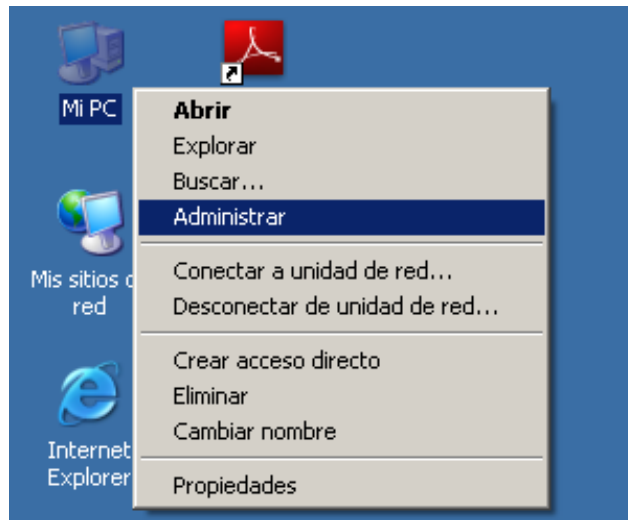 Mi PC
Abrir
Explorar
Buscar...
Administrar
Conectar a unidad de red...
Desconectar de unidad de red...
Crear acceso directo
Eliminar
Cambiar nombre
Propiedades
Mis sitios
red
Internet
Explorer